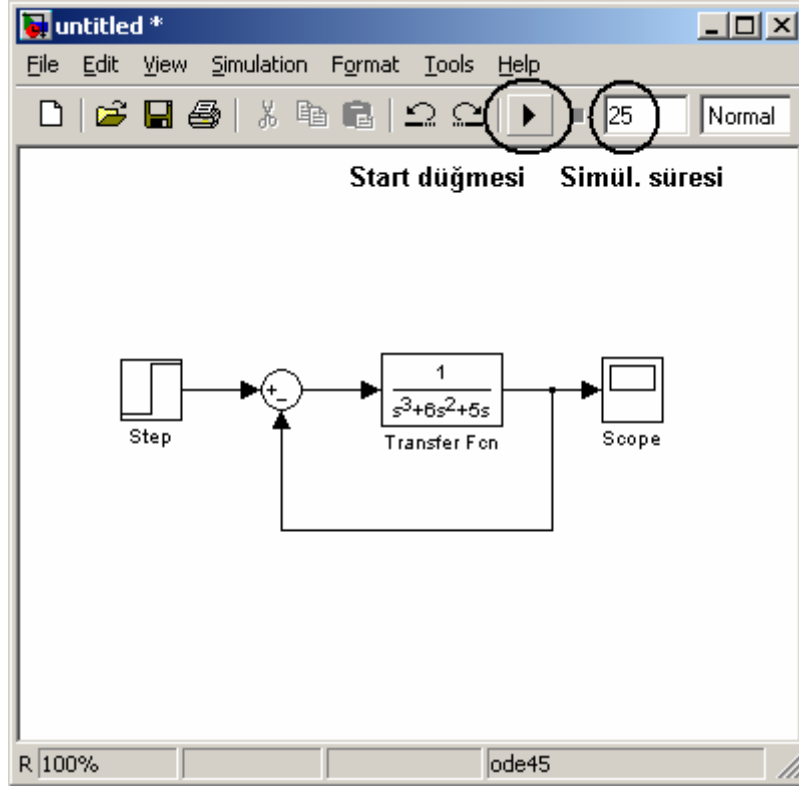 untitled *
File Edit View Simulation Format Tools Help
25 Normal
Start düğmesi Simül. süresi
+
_
1
s³+6s²+5s
Step
Transfer Fcn
Scope
R 100% ode45